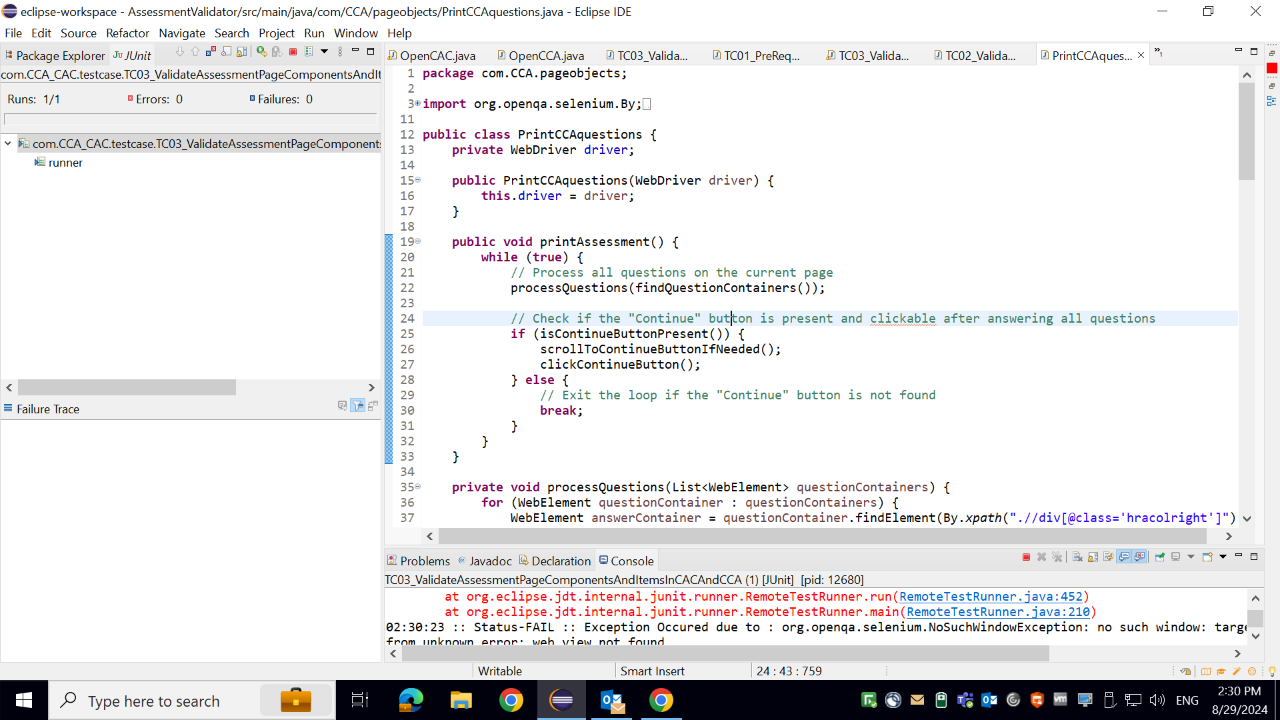 eclipse-workspace - AssessmentValidator/src/main/java/com/CCA/pageobjects/PrintCCAquestions.java - Eclipse IDE
File Edit Source Refactor Navigate Search Project Run Window Help
Package Explorer JUnit
com.CCA_CAC.testcase.TC03_ValidateAssessmentPageComponentsAndIt
Runs: 1/1 Errors: 0 Failures: 0
com.CCA_CAC.testcase.TC03_ValidateAssessmentPageComponents
runner
Failure Trace
OpenCAC.java OpenCCA.java TC03_Valida... TC01_PreReq... TC03_Valida... TC02_Valida... PrintCCAques...
1 package com.CCA.pageobjects;
2
3 import org.openqa.selenium.By;
11
12 public class PrintCCAquestions {
13 private WebDriver driver;
14
15 public PrintCCAquestions(WebDriver driver) {
16 this.driver = driver;
17 }
18
19 public void printAssessment() {
20 while (true) {
21 // Process all questions on the current page
22 processQuestions(findQuestionContainers());
23
24 // Check if the "Continue" button is present and clickable after answering all questions
25 if (isContinueButtonPresent()) {
26 scrollToContinueButtonIfNeeded();
27 clickContinueButton();
28 } else {
29 // Exit the loop if the "Continue" button is not found
30 break;
31 }
32 }
33 }
34
35 private void processQuestions(List<WebElement> questionContainers) {
36 for (WebElement questionContainer : questionContainers) {
37 WebElement answerContainer = questionContainer.findElement(By.xpath(".//div[@class='hracolright']")
Problems Javadoc Declaration Console
TC03_ValidateAssessmentPageComponentsAndItemsInCACAndCCA (1) [JUnit] [pid: 12680]
at org.eclipse.jdt.internal.junit.runner.RemoteTestRunner.run(RemoteTestRunner.java:452)
at org.eclipse.jdt.internal.junit.runner.RemoteTestRunner.main(RemoteTestRunner.java:210)
02:30:23 :: Status-FAIL :: Exception Occured due to : org.openqa.selenium.NoSuchWindowException: no such window: targe
from unknown error: web view not found
Writable Smart Insert 24 : 43 : 759
Type here to search
ENG
2:30 PM
8/29/2024